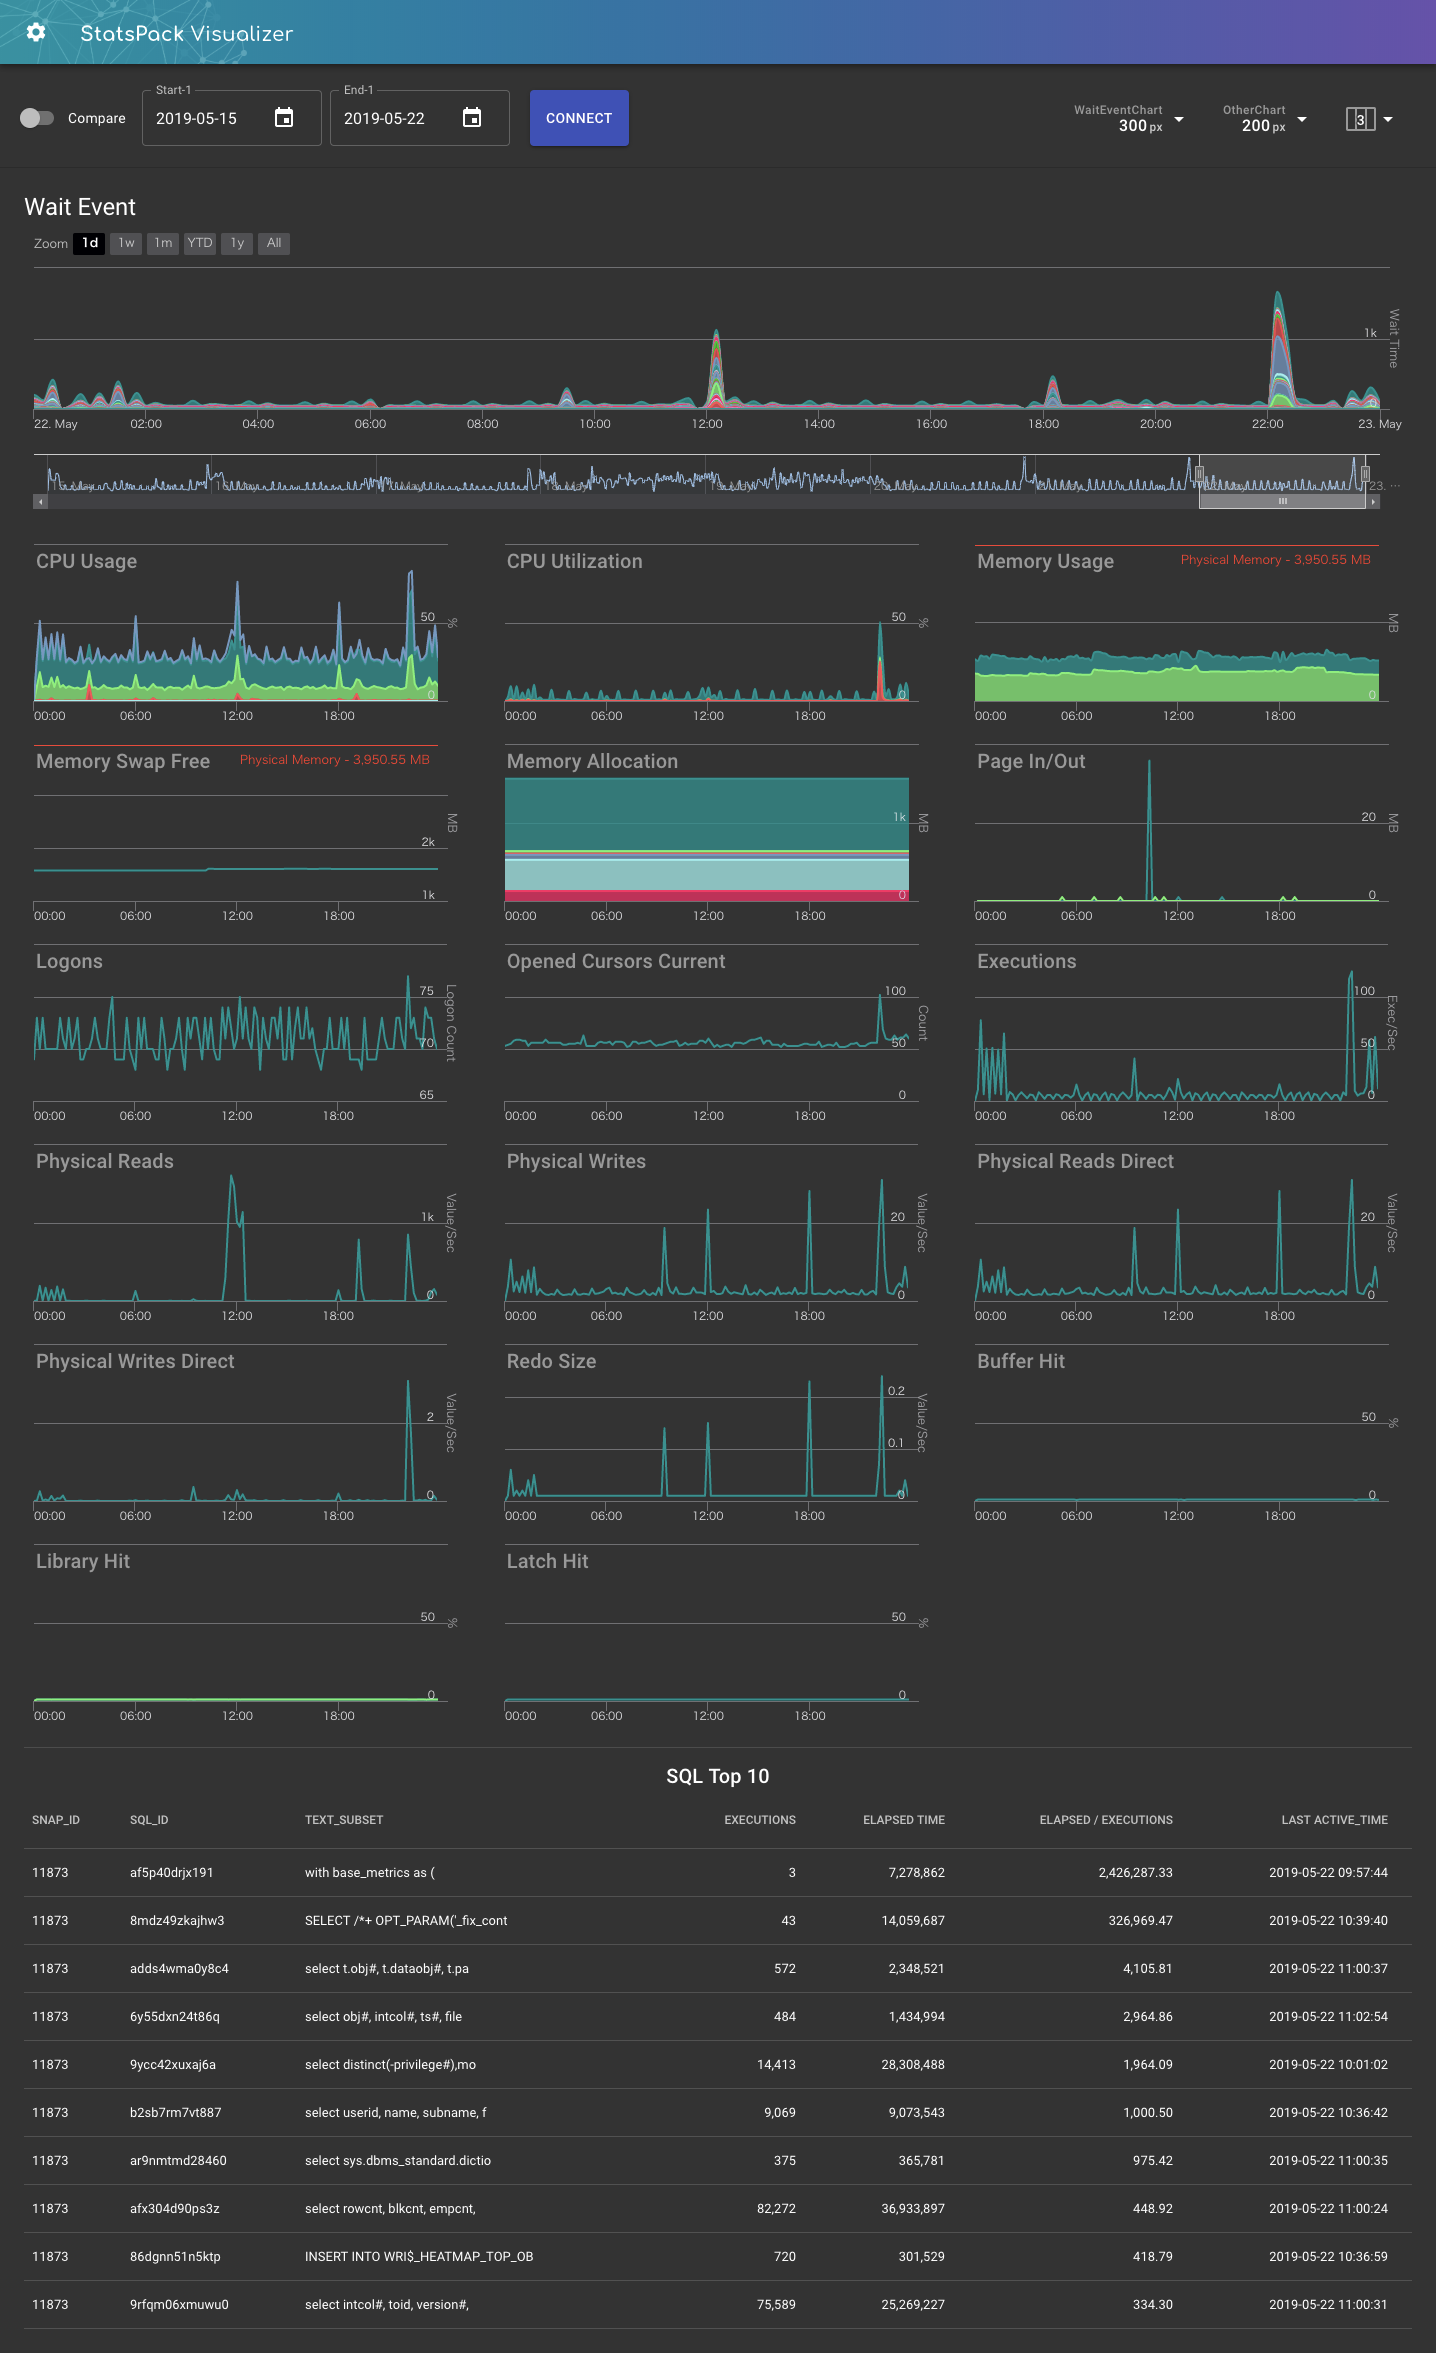 StatsPack Visualizer
Compare
Start-1
2019-05-15
End-1
2019-05-22
CONNECT
WaitEventChart
300 px
OtherChart
200 px
3
Wait Event
Zoom 1d 1w 1m YTD 1y All
1k
Wait Time
0
22. May 02:00 04:00 06:00 08:00 10:00 12:00 14:00 16:00 18:00 20:00 22:00 23. May
23. ...
CPU Usage
50
%
0
00:00 06:00 12:00 18:00
CPU Utilization
50
%
0
00:00 06:00 12:00 18:00
Memory Usage
Physical Memory - 3,950.55 MB
MB
0
00:00 06:00 12:00 18:00
Memory Swap Free
Physical Memory - 3,950.55 MB
MB
2k
1k
00:00 06:00 12:00 18:00
Memory Allocation
1k
MB
0
00:00 06:00 12:00 18:00
Page In/Out
20
MB
0
00:00 06:00 12:00 18:00
Logons
75
Logon Count
70
65
00:00 06:00 12:00 18:00
Opened Cursors Current
100
Count
50
0
00:00 06:00 12:00 18:00
Executions
100
Exec/Sec
50
0
00:00 06:00 12:00 18:00
Physical Reads
1k
Value/Sec
0
00:00 06:00 12:00 18:00
Physical Writes
20
Value/Sec
0
00:00 06:00 12:00 18:00
Physical Reads Direct
20
Value/Sec
0
00:00 06:00 12:00 18:00
Physical Writes Direct
2
Value/Sec
0
00:00 06:00 12:00 18:00
Redo Size
0.2
Value/Sec
0.1
0
00:00 06:00 12:00 18:00
Buffer Hit
50
%
0
00:00 06:00 12:00 18:00
Library Hit
50
%
0
00:00 06:00 12:00 18:00
Latch Hit
50
%
0
00:00 06:00 12:00 18:00
SQL Top 10
SNAP_ID SQL_ID TEXT_SUBSET EXECUTIONS ELAPSED TIME ELAPSED / EXECUTIONS LAST ACTIVE_TIME
11873 af5p40drjx191 with base_metrics as ( 3 7,278,862 2,426,287.33 2019-05-22 09:57:44
11873 8mdz49zkajhw3 SELECT /*+ OPT_PARAM('_fix_cont 43 14,059,687 326,969.47 2019-05-22 10:39:40
11873 adds4wma0y8c4 select t.obj#, t.dataobj#, t.pa 572 2,348,521 4,105.81 2019-05-22 11:00:37
11873 6y55dxn24t86q select obj#, intcol#, ts#, file 484 1,434,994 2,964.86 2019-05-22 11:02:54
11873 9ycc42xuxaj6a select distinct(-privilege#),mo 14,413 28,308,488 1,964.09 2019-05-22 10:01:02
11873 b2sb7rm7vt887 select userid, name, subname, f 9,069 9,073,543 1,000.50 2019-05-22 10:36:42
11873 ar9nmtmd28460 select sys.dbms_standard.dictio 375 365,781 975.42 2019-05-22 11:00:35
11873 afx304d90ps3z select rowcnt, blkcnt, empcnt, 82,272 36,933,897 448.92 2019-05-22 11:00:24
11873 86dgnn51n5ktp INSERT INTO WRI$_HEATMAP_TOP_OB 720 301,529 418.79 2019-05-22 10:36:59
11873 9rfqm06xmuwu0 select intcol#, toid, version#, 75,589 25,269,227 334.30 2019-05-22 11:00:31